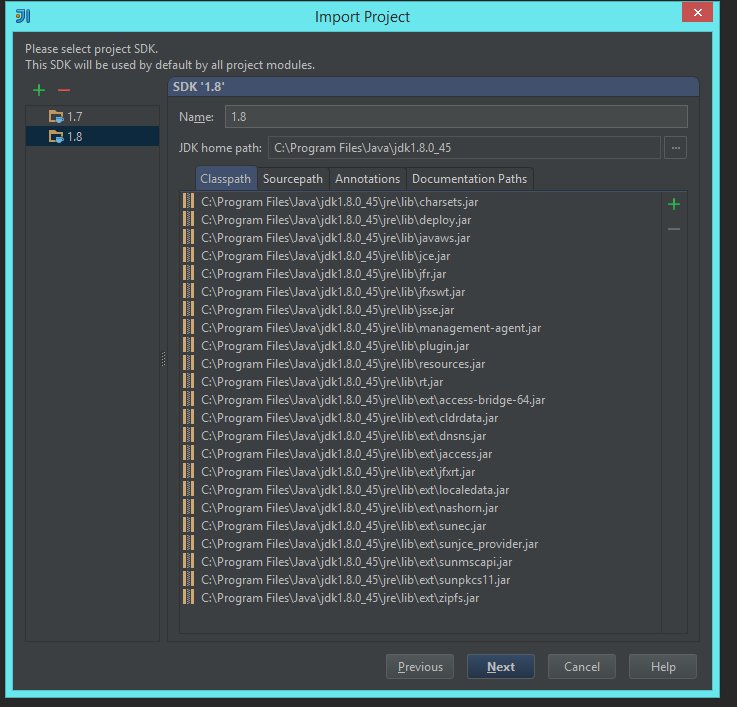 Import Project
Please select project SDK.
This SDK will be used by default by all project modules.
1.7
1.8
SDK '1.8'
Name: 1.8
JDK home path: C:\Program Files\Java\jdk1.8.0_45 ...
Classpath Sourcepath Annotations Documentation Paths
C:\Program Files\Java\jdk1.8.0_45\jre\lib\charsets.jar
C:\Program Files\Java\jdk1.8.0_45\jre\lib\deploy.jar
C:\Program Files\Java\jdk1.8.0_45\jre\lib\javaws.jar
C:\Program Files\Java\jdk1.8.0_45\jre\lib\jce.jar
C:\Program Files\Java\jdk1.8.0_45\jre\lib\jfr.jar
C:\Program Files\Java\jdk1.8.0_45\jre\lib\jfxswt.jar
C:\Program Files\Java\jdk1.8.0_45\jre\lib\jsse.jar
C:\Program Files\Java\jdk1.8.0_45\jre\lib\management-agent.jar
C:\Program Files\Java\jdk1.8.0_45\jre\lib\plugin.jar
C:\Program Files\Java\jdk1.8.0_45\jre\lib\resources.jar
C:\Program Files\Java\jdk1.8.0_45\jre\lib\rt.jar
C:\Program Files\Java\jdk1.8.0_45\jre\lib\ext\access-bridge-64.jar
C:\Program Files\Java\jdk1.8.0_45\jre\lib\ext\cldrdata.jar
C:\Program Files\Java\jdk1.8.0_45\jre\lib\ext\dnsns.jar
C:\Program Files\Java\jdk1.8.0_45\jre\lib\ext\jaccess.jar
C:\Program Files\Java\jdk1.8.0_45\jre\lib\ext\jfxrt.jar
C:\Program Files\Java\jdk1.8.0_45\jre\lib\ext\localedata.jar
C:\Program Files\Java\jdk1.8.0_45\jre\lib\ext\nashorn.jar
C:\Program Files\Java\jdk1.8.0_45\jre\lib\ext\sunec.jar
C:\Program Files\Java\jdk1.8.0_45\jre\lib\ext\sunjce_provider.jar
C:\Program Files\Java\jdk1.8.0_45\jre\lib\ext\sunmscapi.jar
C:\Program Files\Java\jdk1.8.0_45\jre\lib\ext\sunpkcs11.jar
C:\Program Files\Java\jdk1.8.0_45\jre\lib\ext\zipfs.jar
Previous Next Cancel Help